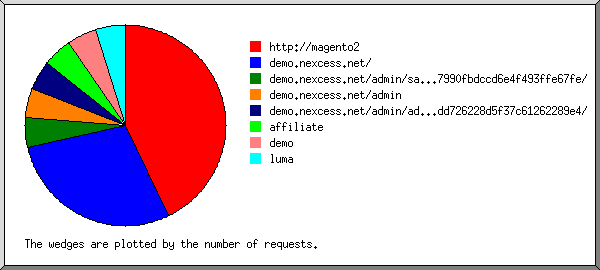 http://magento2
demo.nexcess.net/
demo.nexcess.net/admin/sa...7990fbdccd6e4f493ffe67fe/
demo.nexcess.net/admin
demo.nexcess.net/admin/ad...dd726228d5f37c61262289e4/
affiliate
demo
luma
The wedges are plotted by the number of requests.